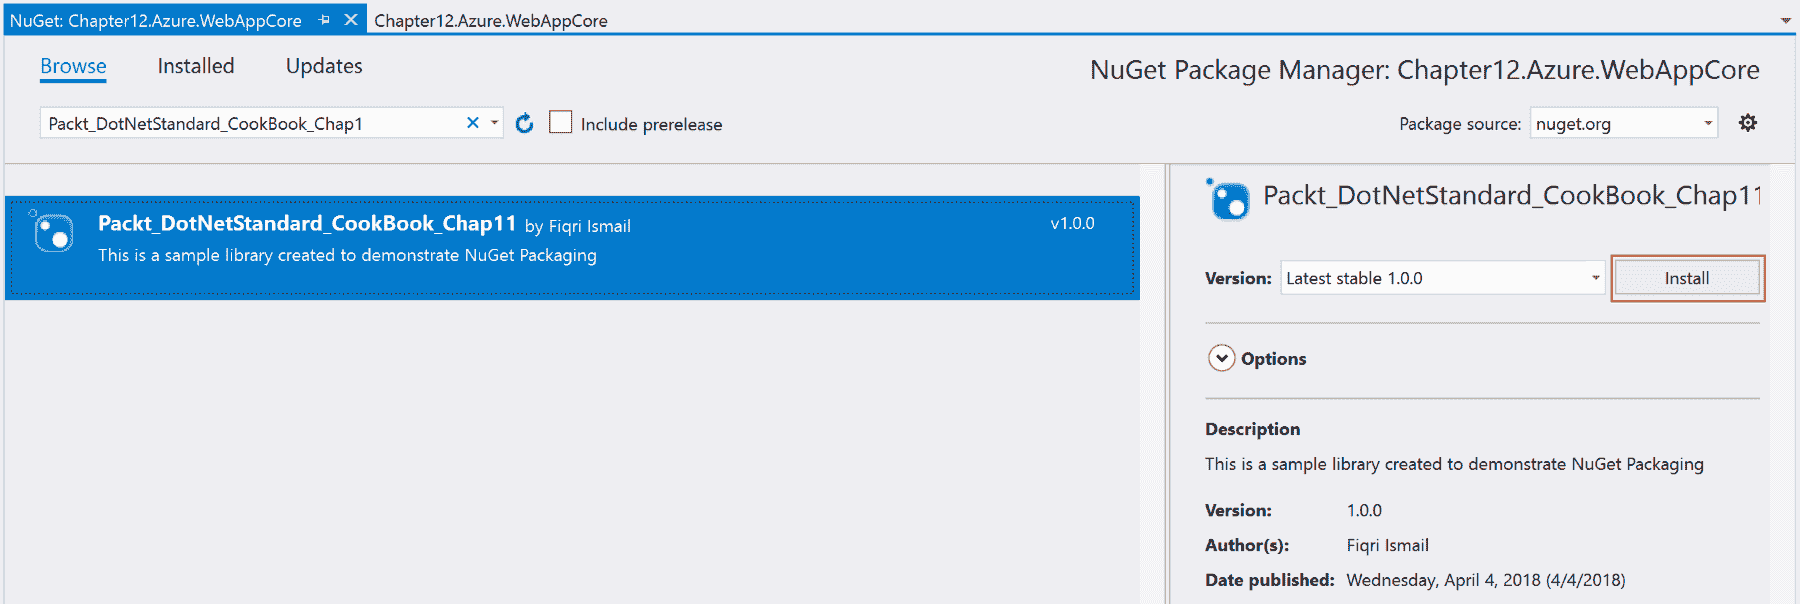 NuGet: Chapter12.Azure.WebAppCore
Chapter12.Azure.WebAppCore
Browse
Installed
Updates
NuGet Package Manager: Chapter12.Azure.WebAppCore
Packt_DotNetStandard_CookBook_Chap1
Include prerelease
Package source: nuget.org
Packt_DotNetStandard_CookBook_Chap11 by Fiqri Ismail
v1.0.0
This is a sample library created to demonstrate NuGet Packaging
Packt_DotNetStandard_CookBook_Chap11
Version: Latest stable 1.0.0
Install
Options
Description
This is a sample library created to demonstrate NuGet Packaging
Version: 1.0.0
Author(s): Fiqri Ismail
Date published: Wednesday, April 4, 2018 (4/4/2018)